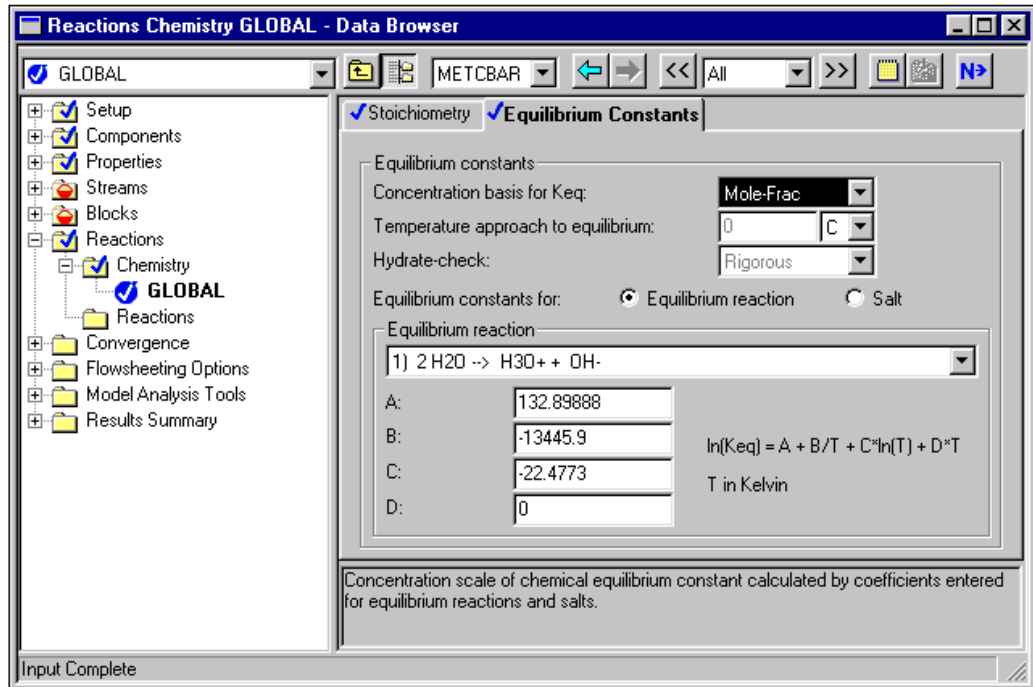 Reactions Chemistry GLOBAL - Data Browser
GLOBAL
METCBAR
<<
All
>>
N
Setup
Components
Properties
Streams
Blocks
Reactions
Chemistry
GLOBAL
Reactions
Convergence
Flowsheeting Options
Model Analysis Tools
Results Summary
Stoichiometry
Equilibrium Constants
Equilibrium constants
Concentration basis for Keq: Mole-Frac
Temperature approach to equilibrium: 0 C
Hydrate-check: Rigorous
Equilibrium constants for: Equilibrium reaction Salt
Equilibrium reaction
1) 2 H2O --> H3O+ + OH-
A: 132.89888
B: -13445.9
ln(Keq) = A + B/T + C*ln(T) + D*T
C: -22.4773
T in Kelvin
D: 0
Concentration scale of chemical equilibrium constant calculated by coefficients entered
for equilibrium reactions and salts.
Input Complete